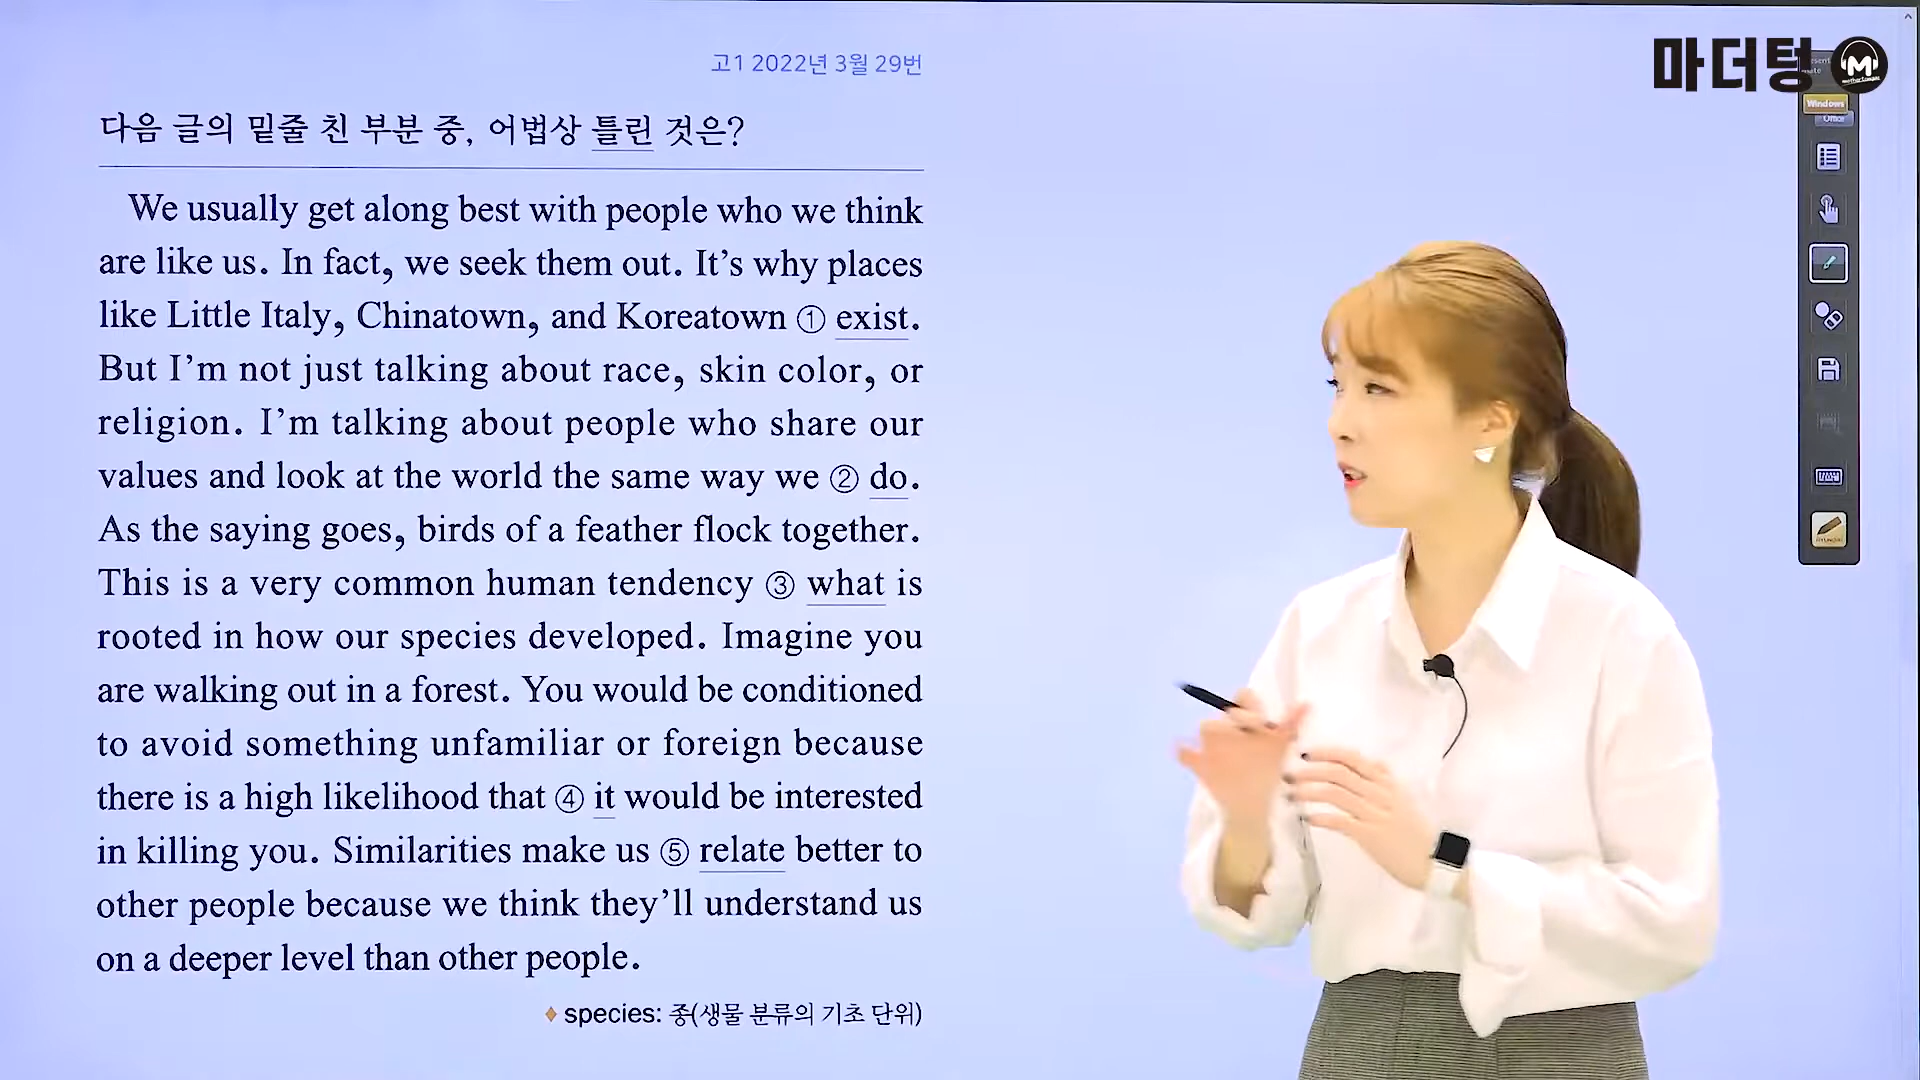 마더텅
고1 2022년 3월 29번
Windows
Office
다음 글의 밑줄 친 부분 중, 어법상 틀린 것은?
We usually get along best with people who we think
are like us. In fact, we seek them out. It’s why places
like Little Italy, Chinatown, and Koreatown ① exist.
But I’m not just talking about race, skin color, or
religion. I’m talking about people who share our
values and look at the world the same way we ② do.
As the saying goes, birds of a feather flock together.
This is a very common human tendency ③ what is
rooted in how our species developed. Imagine you
are walking out in a forest. You would be conditioned
to avoid something unfamiliar or foreign because
there is a high likelihood that ④ it would be interested
in killing you. Similarities make us ⑤ relate better to
other people because we think they’ll understand us
on a deeper level than other people.
♦ species: 종(생물 분류의 기초 단위)